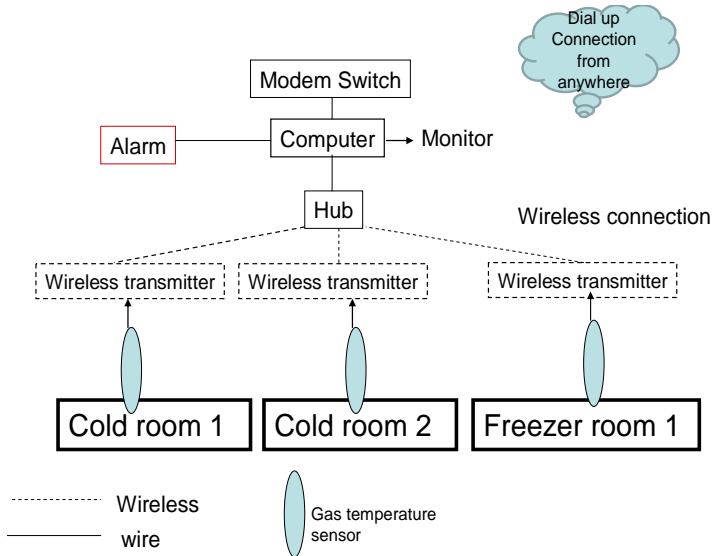 Dial up
Connection
from
anywhere
Modem Switch
Alarm
Computer
Monitor
Hub
Wireless connection
Wireless transmitter
Wireless transmitter
Wireless transmitter
Cold room 1
Cold room 2
Freezer room 1
Wireless
wire
Gas temperature
sensor